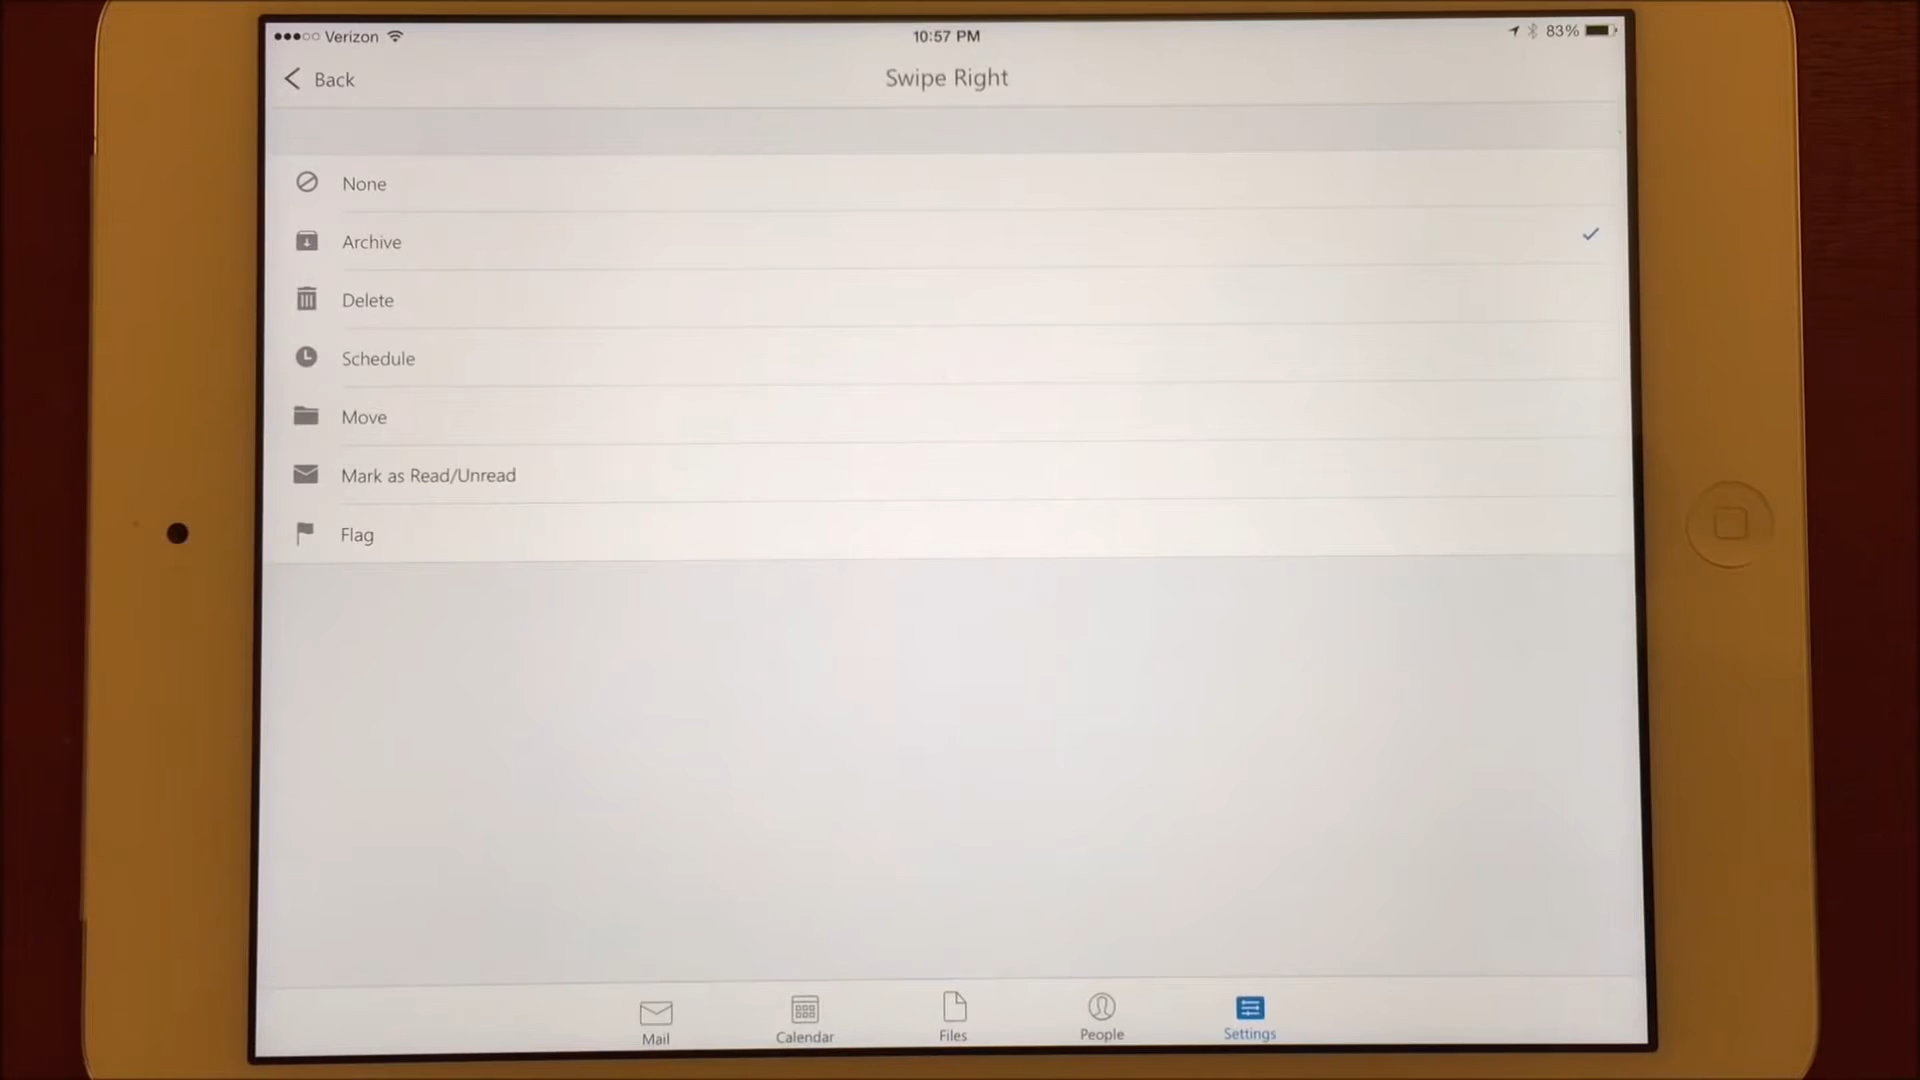 Verizon 10:57 PM 83%
Back Swipe Right
None
Archive
Delete
Schedule
Move
Mark as Read/Unread
Flag
Mail Calendar Files People Settings